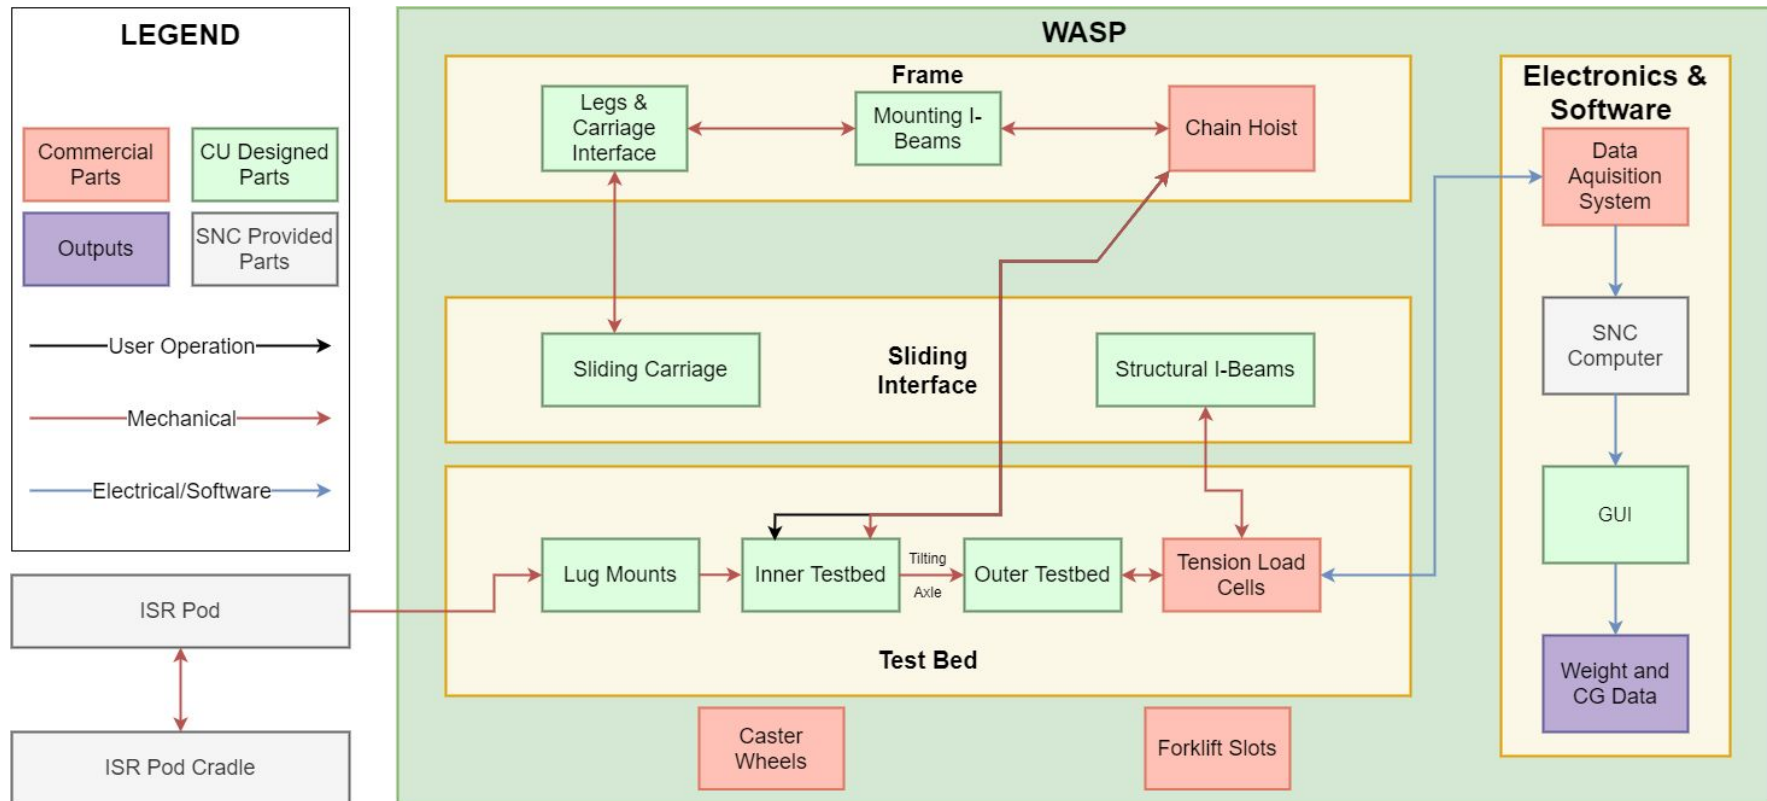 LEGEND
Commercial
Parts
CU Designed
Parts
Outputs
SNC Provided
Parts
User Operation
Mechanical
Electrical/Software
ISR Pod
ISR Pod Cradle
WASP
Frame
Legs &
Carriage
Interface
Mounting I-
Beams
Chain Hoist
Sliding Carriage
Sliding
Interface
Structural I-Beams
Lug Mounts
Inner Testbed
Tilting
Axle
Outer Testbed
Tension Load
Cells
Test Bed
Caster
Wheels
Forklift Slots
Electronics &
Software
Data
Aquisition
System
SNC
Computer
GUI
Weight and
CG Data